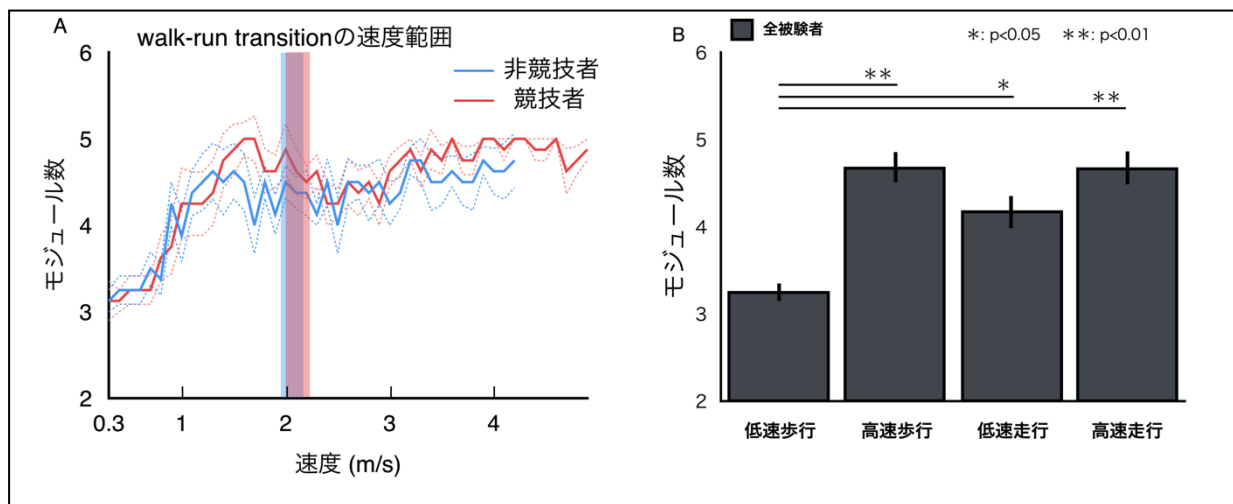 A
walk-run transitionの速度範囲
非競技者
競技者
モジュール数
6
5
4
3
2
0.3
1
2
3
4
速度 (m/s)
B
全被験者
*: p<0.05 **: p<0.01
**
*
**
モジュール数
6
5
4
3
2
低速歩行
高速歩行
低速走行
高速走行